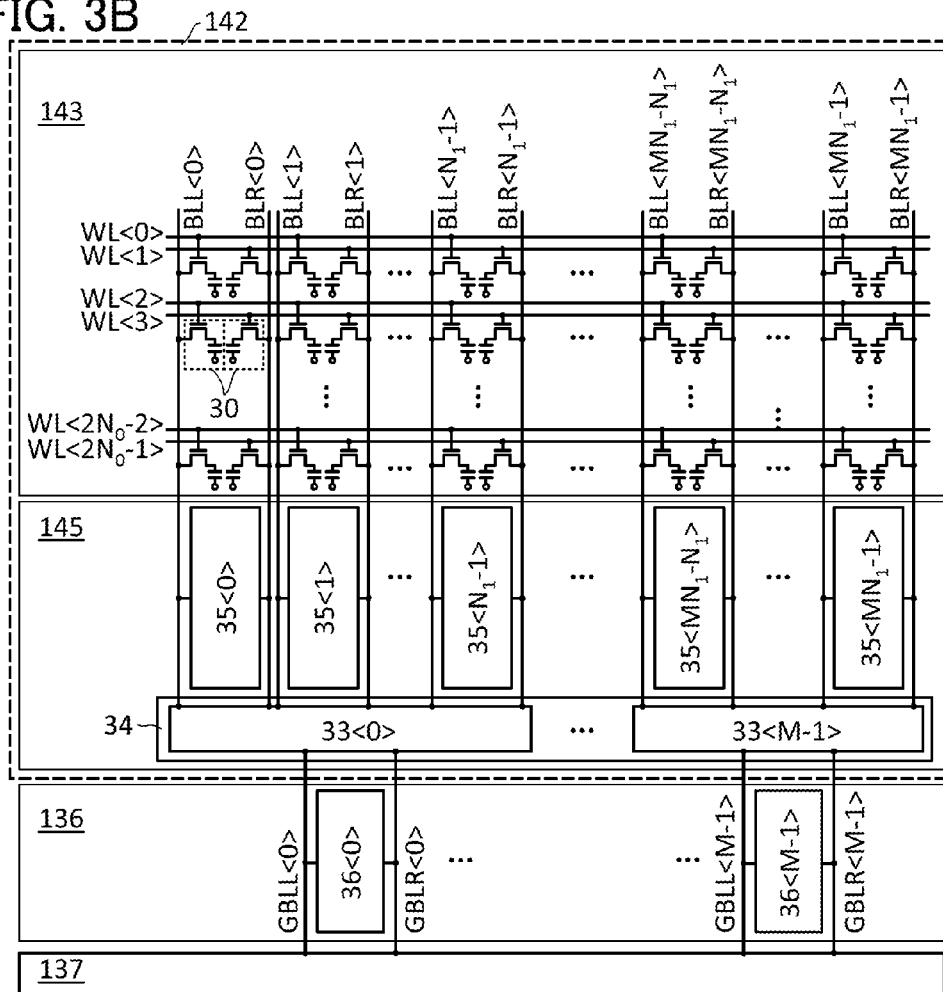 FIG. 3B
142
143
BLL<0>
BLR<0>
BLL<1>
BLR<1>
BLL<N₁-1>
BLR<N₁-1>
BLL<MN₁-N₁>
BLR<MN₁-N₁>
BLL<MN₁-1>
BLR<MN₁-1>
WL<0>
WL<1>
...
...
...
WL<2>
WL<3>
...
...
...
30
WL<2N₀-2>
WL<2N₀-1>
...
...
...
145
35<0>
35<1>
...
35<N₁-1>
...
35<MN₁-N₁>
...
35<MN₁-1>
34
33<0>
...
33<M-1>
136
GBLL<0>
36<0>
GBLR<0>
...
...
GBLL<M-1>
36<M-1>
GBLR<M-1>
137